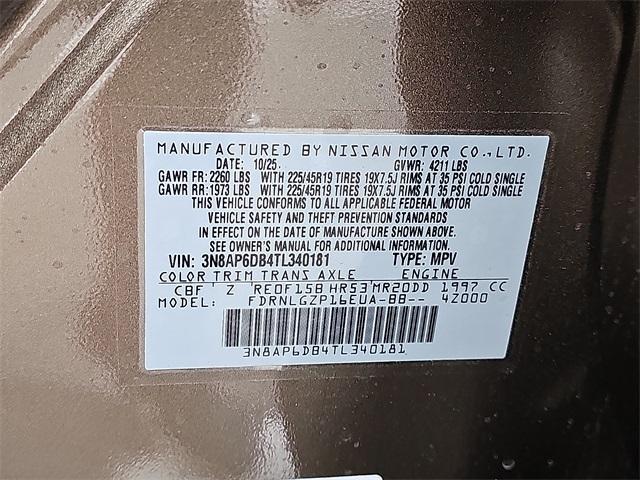 MANUFACTURED BY NISSAN MOTOR CO.,LTD.
DATE: 10/25. GVWR: 4211 LBS
GAWR FR: 2260 LBS WITH 225/45R19 TIRES 19X7.5J RIMS AT 35 PSI COLD SINGLE
GAWR RR: 1973 LBS WITH 225/45R19 TIRES 19X7.5J RIMS AT 35 PSI COLD SINGLE
THIS VEHICLE CONFORMS TO ALL APPLICABLE FEDERAL MOTOR
VEHICLE SAFETY AND THEFT PREVENTION STANDARDS
IN EFFECT ON THE DATE OF MANUFACTURE SHOWN ABOVE.
SEE OWNER'S MANUAL FOR ADDITIONAL INFORMATION.
VIN: 3N8AP6DB4TL340181 TYPE: MPV
COLOR TRIM TRANS AXLE ENGINE
CBF Z RE0F15B HR53 MR20DD 1997 CC
MODEL: FDRNLGZP16EUA-BB-- 4Z000
3N8AP6DB4TL340181